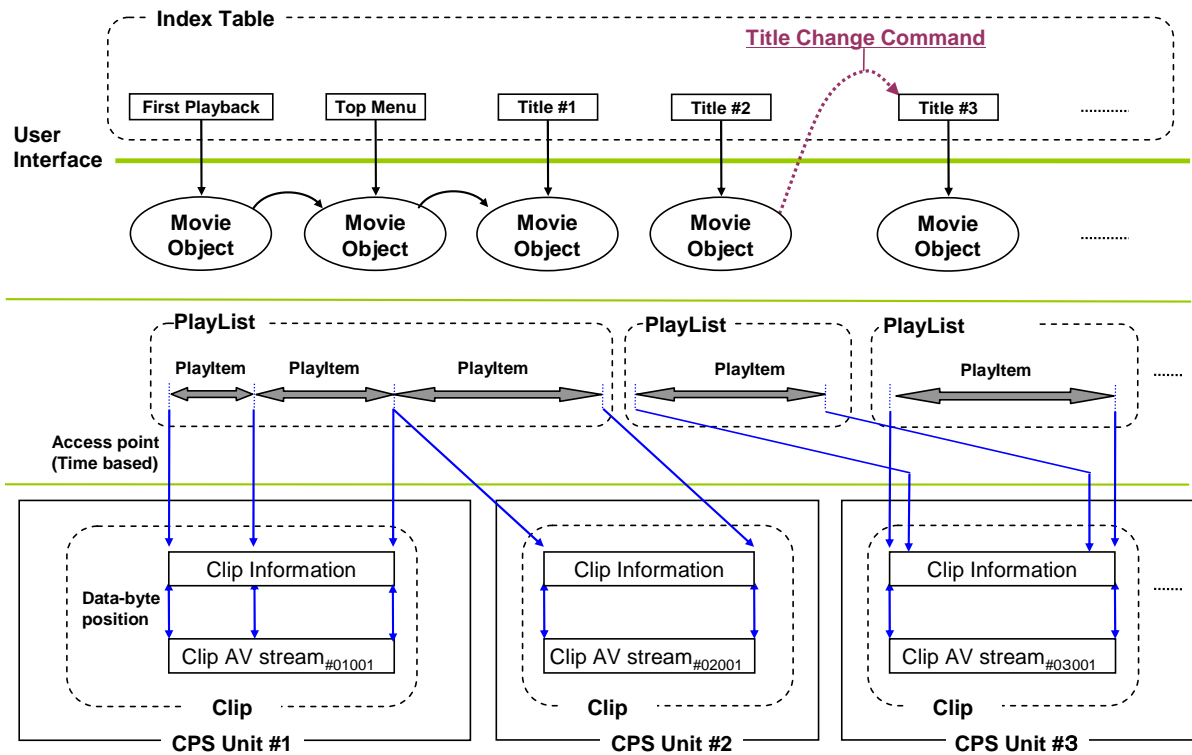 Index Table
Title Change Command
First Playback
Top Menu
Title #1
Title #2
Title #3
..........
User
Interface
Movie
Object
Movie
Object
Movie
Object
Movie
Object
Movie
Object
..........
PlayList
PlayList
PlayList
PlayItem
PlayItem
PlayItem
PlayItem
PlayItem
......
Access point
(Time based)
Clip Information
Clip Information
Clip Information
......
Data-byte
position
Clip AV stream#01001
Clip AV stream#02001
Clip AV stream#03001
Clip
Clip
Clip
CPS Unit #1
CPS Unit #2
CPS Unit #3